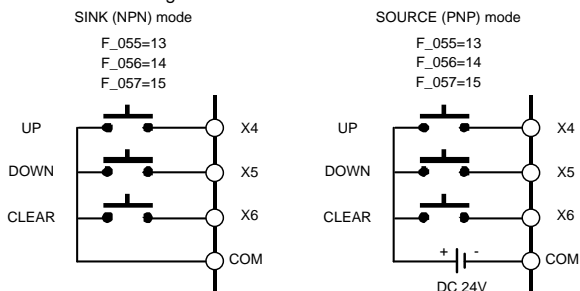 SINK (NPN) mode
F_055=13
F_056=14
F_057=15
UP X4
DOWN X5
CLEAR X6
COM
SOURCE (PNP) mode
F_055=13
F_056=14
F_057=15
UP X4
DOWN X5
CLEAR X6
+ -
COM
DC 24V